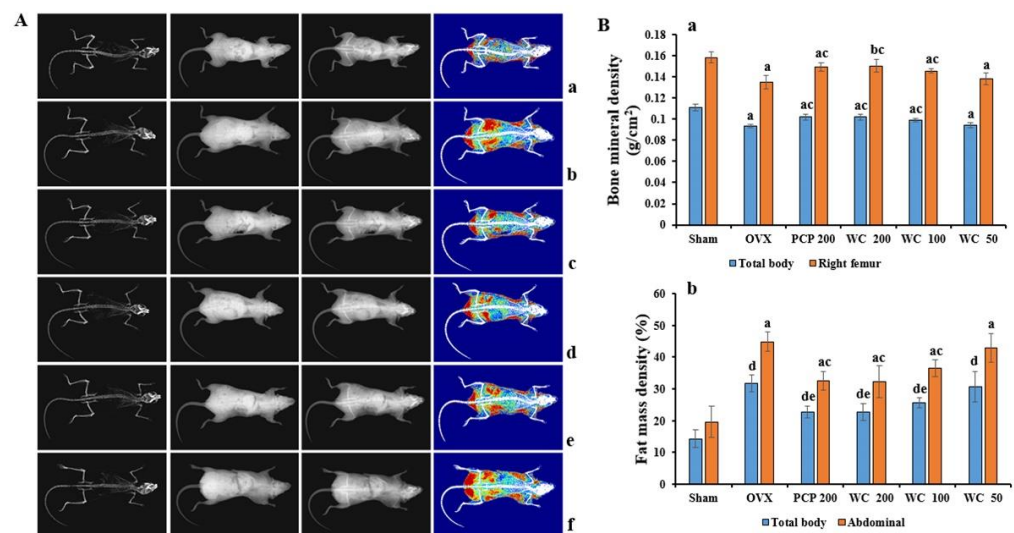 A
a
b
c
d
e
f
B
a
Bone mineral density
(g/cm²)
0.18
0.16
0.14
0.12
0.1
0.08
0.06
0.04
0.02
0
a
ac
bc
ac
a
a
ac
ac
ac
a
Sham OVX PCP 200 WC 200 WC 100 WC 50
Total body Right femur
b
Fat mass density (%)
60
50
40
30
20
10
0
a
ac
ac
ac
a
d
de
de
de
d
Sham OVX PCP 200 WC 200 WC 100 WC 50
Total body Abdominal